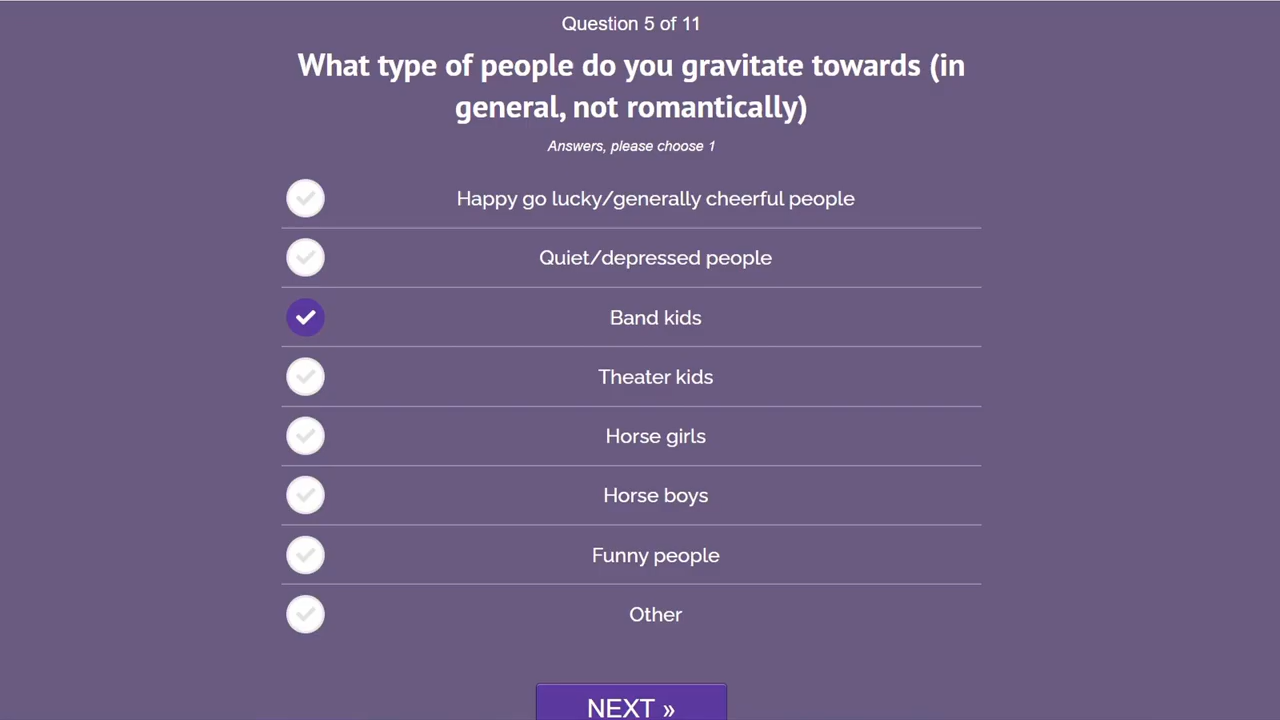 Question 5 of 11
What type of people do you gravitate towards (in
general, not romantically)
Answers, please choose 1
Happy go lucky/generally cheerful people
Quiet/depressed people
Band kids
Theater kids
Horse girls
Horse boys
Funny people
Other
NEXT »